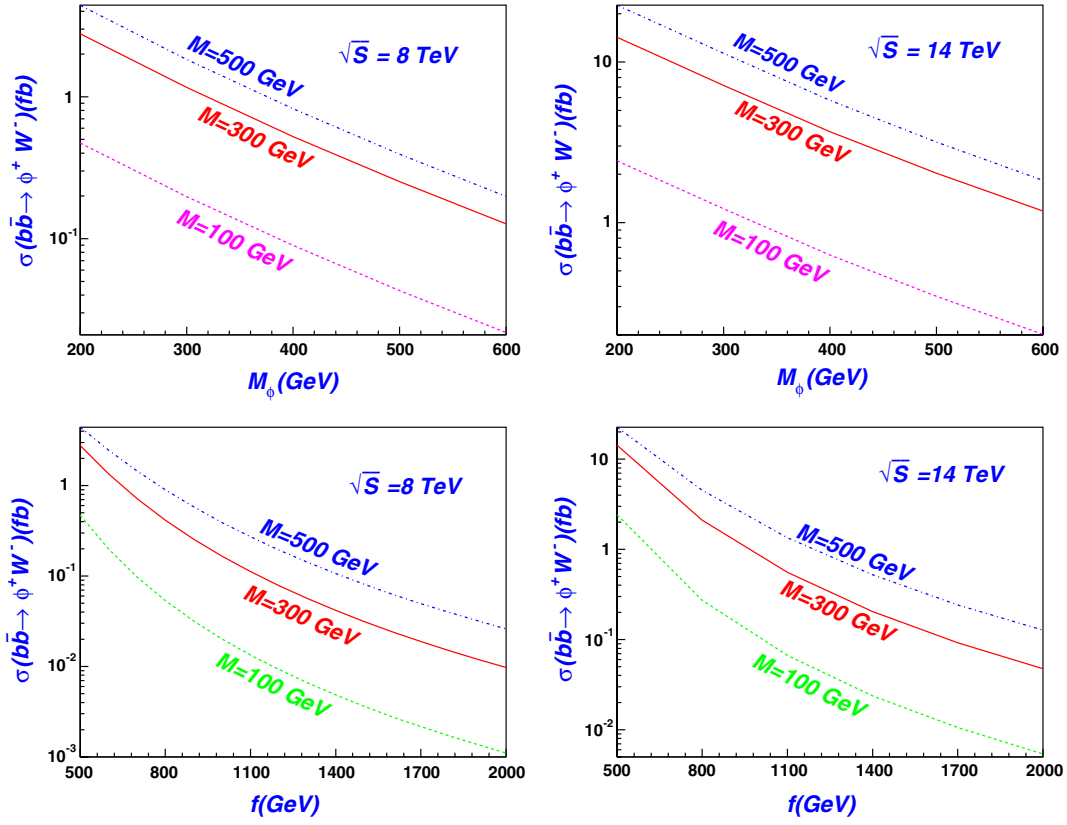 σ(bb̄→ φ⁺ W⁻)(fb)
√S = 8 TeV
M=500 GeV
M=300 GeV
M=100 GeV
1
10⁻¹
200 300 400 500 600
M_φ(GeV)
σ(bb̄→ φ⁺ W⁻)(fb)
√S = 14 TeV
M=500 GeV
M=300 GeV
M=100 GeV
10
1
200 300 400 500 600
M_φ(GeV)
σ(bb̄→ φ⁺W⁻)(fb)
√S =8 TeV
M=500 GeV
M=300 GeV
M=100 GeV
1
10⁻¹
10⁻²
10⁻³
500 800 1100 1400 1700 2000
f(GeV)
σ(bb̄→ φ⁺W⁻)(fb)
√S =14 TeV
M=500 GeV
M=300 GeV
M=100 GeV
10
1
10⁻¹
10⁻²
500 800 1100 1400 1700 2000
f(GeV)